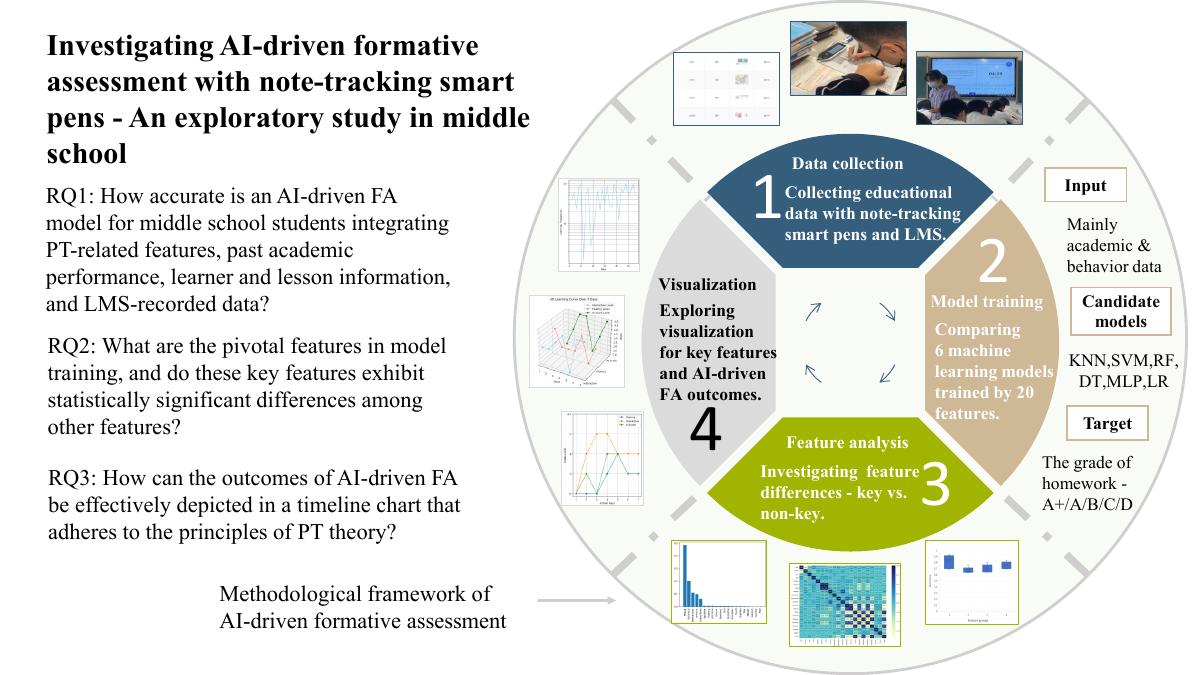 Investigating AI-driven formative
assessment with note-tracking smart
pens - An exploratory study in middle
school
RQ1: How accurate is an AI-driven FA
model for middle school students integrating
PT-related features, past academic
performance, learner and lesson information,
and LMS-recorded data?
RQ2: What are the pivotal features in model
training, and do these key features exhibit
statistically significant differences among
other features?
RQ3: How can the outcomes of AI-driven FA
be effectively depicted in a timeline chart that
adheres to the principles of PT theory?
Methodological framework of
AI-driven formative assessment
1
Data collection
Collecting educational
data with note-tracking
smart pens and LMS.
2
Model training
Comparing
6 machine
learning models
trained by 20
features.
Feature analysis
Investigating feature
differences - key vs.
non-key.
3
Visualization
Exploring
visualization
for key features
and AI-driven
FA outcomes.
4
Input
Mainly
academic &
behavior data
Candidate
models
KNN,SVM,RF,
DT,MLP,LR
Target
The grade of
homework -
A+/A/B/C/D